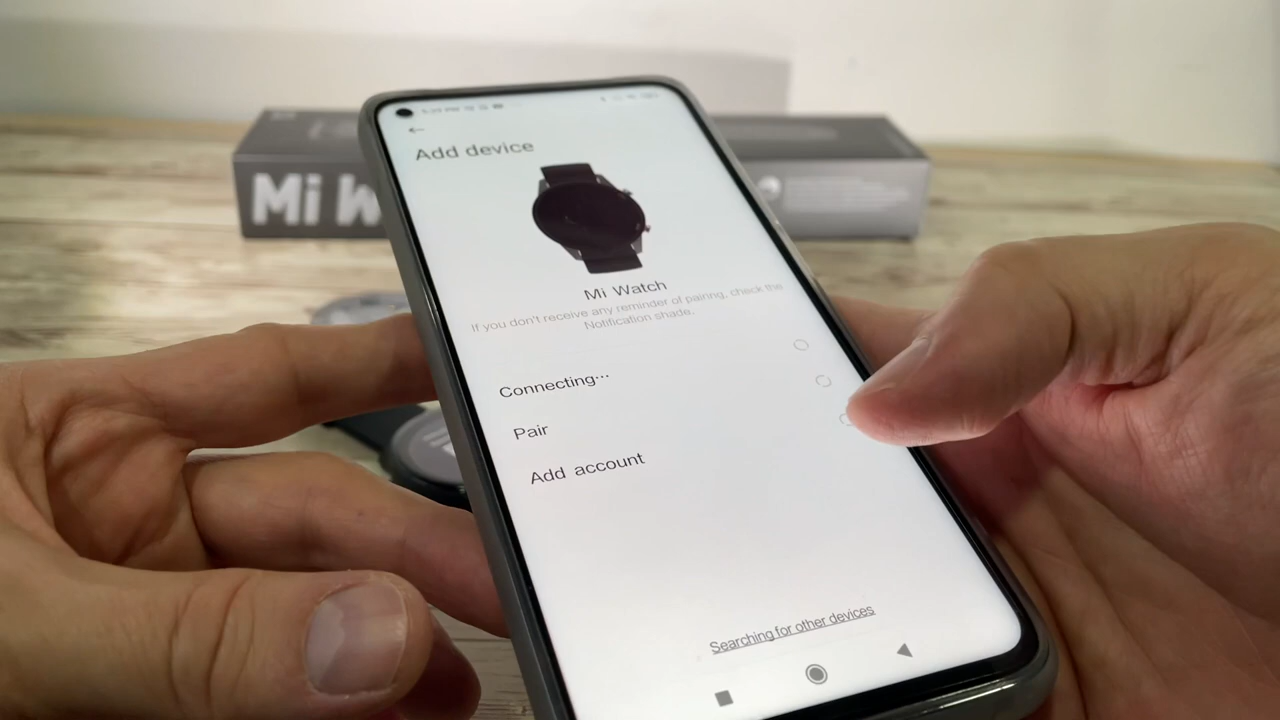 Add device
Mi W
Mi Watch
If you don't receive any reminder of pairing, check the
Notification shade.
Connecting...
Pair
Add account
Searching for other devices